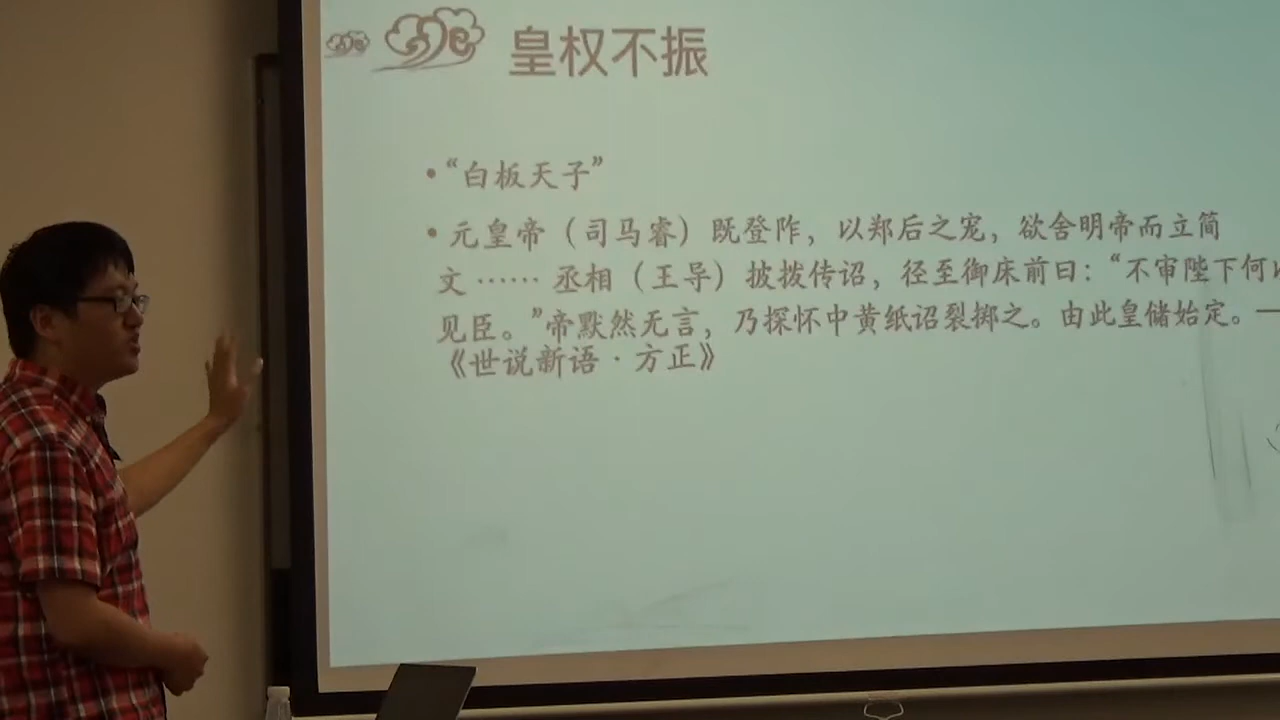 皇权不振
•“白板天子”
•元皇帝（司马睿）既登阼，以郑后之宠，欲舍明帝而立简
文……丞相（王导）披拨传诏，径至御床前曰：“不审陛下何以
见臣。”帝默然无言，乃探怀中黄纸诏裂掷之。由此皇储始定。—
《世说新语·方正》